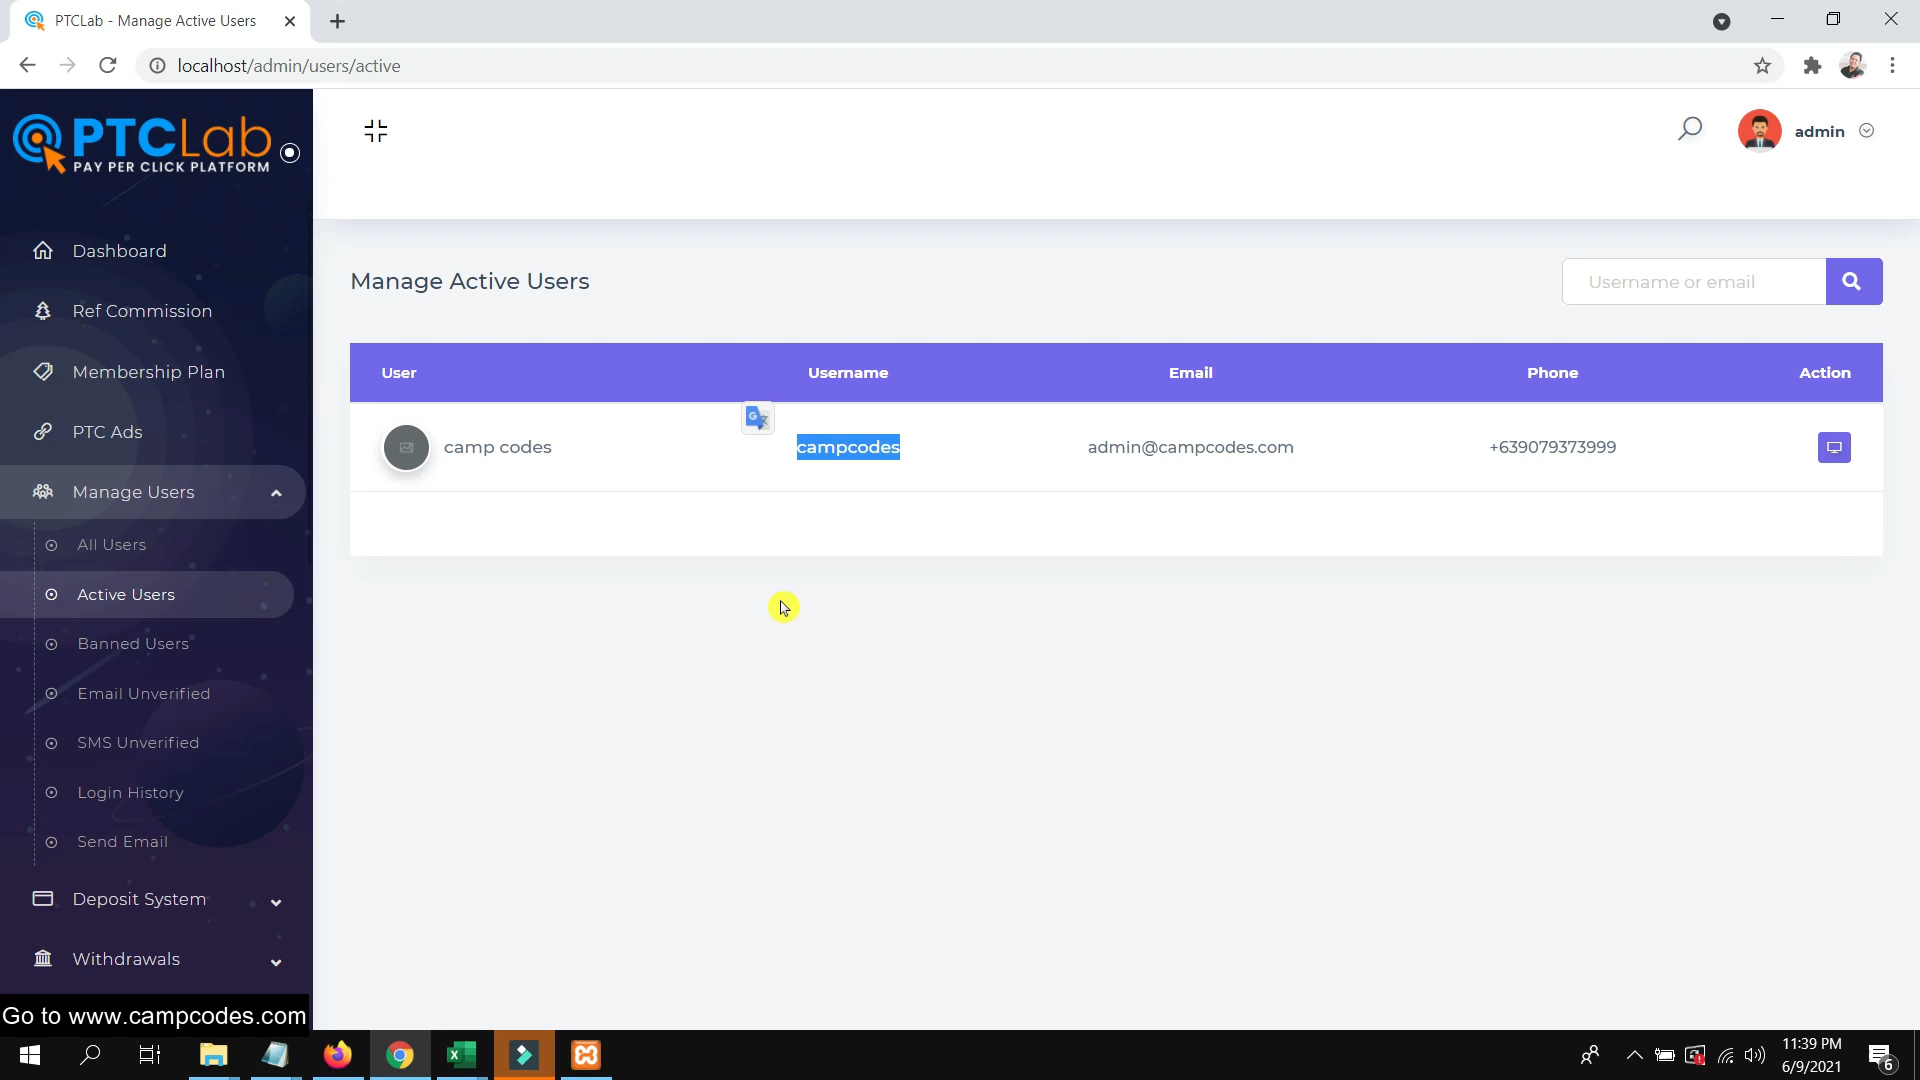 PTCLab - Manage Active Users
localhost/admin/users/active
PTCLab
PAY PER CLICK PLATFORM
admin
Dashboard
Ref Commission
Membership Plan
PTC Ads
Manage Users
All Users
Active Users
Banned Users
Email Unverified
SMS Unverified
Login History
Send Email
Deposit System
Withdrawals
Manage Active Users
Username or email
User Username Email Phone Action
camp codes campcodes admin@campcodes.com +639079373999
Go to www.campcodes.com
11:39 PM
6/9/2021
6